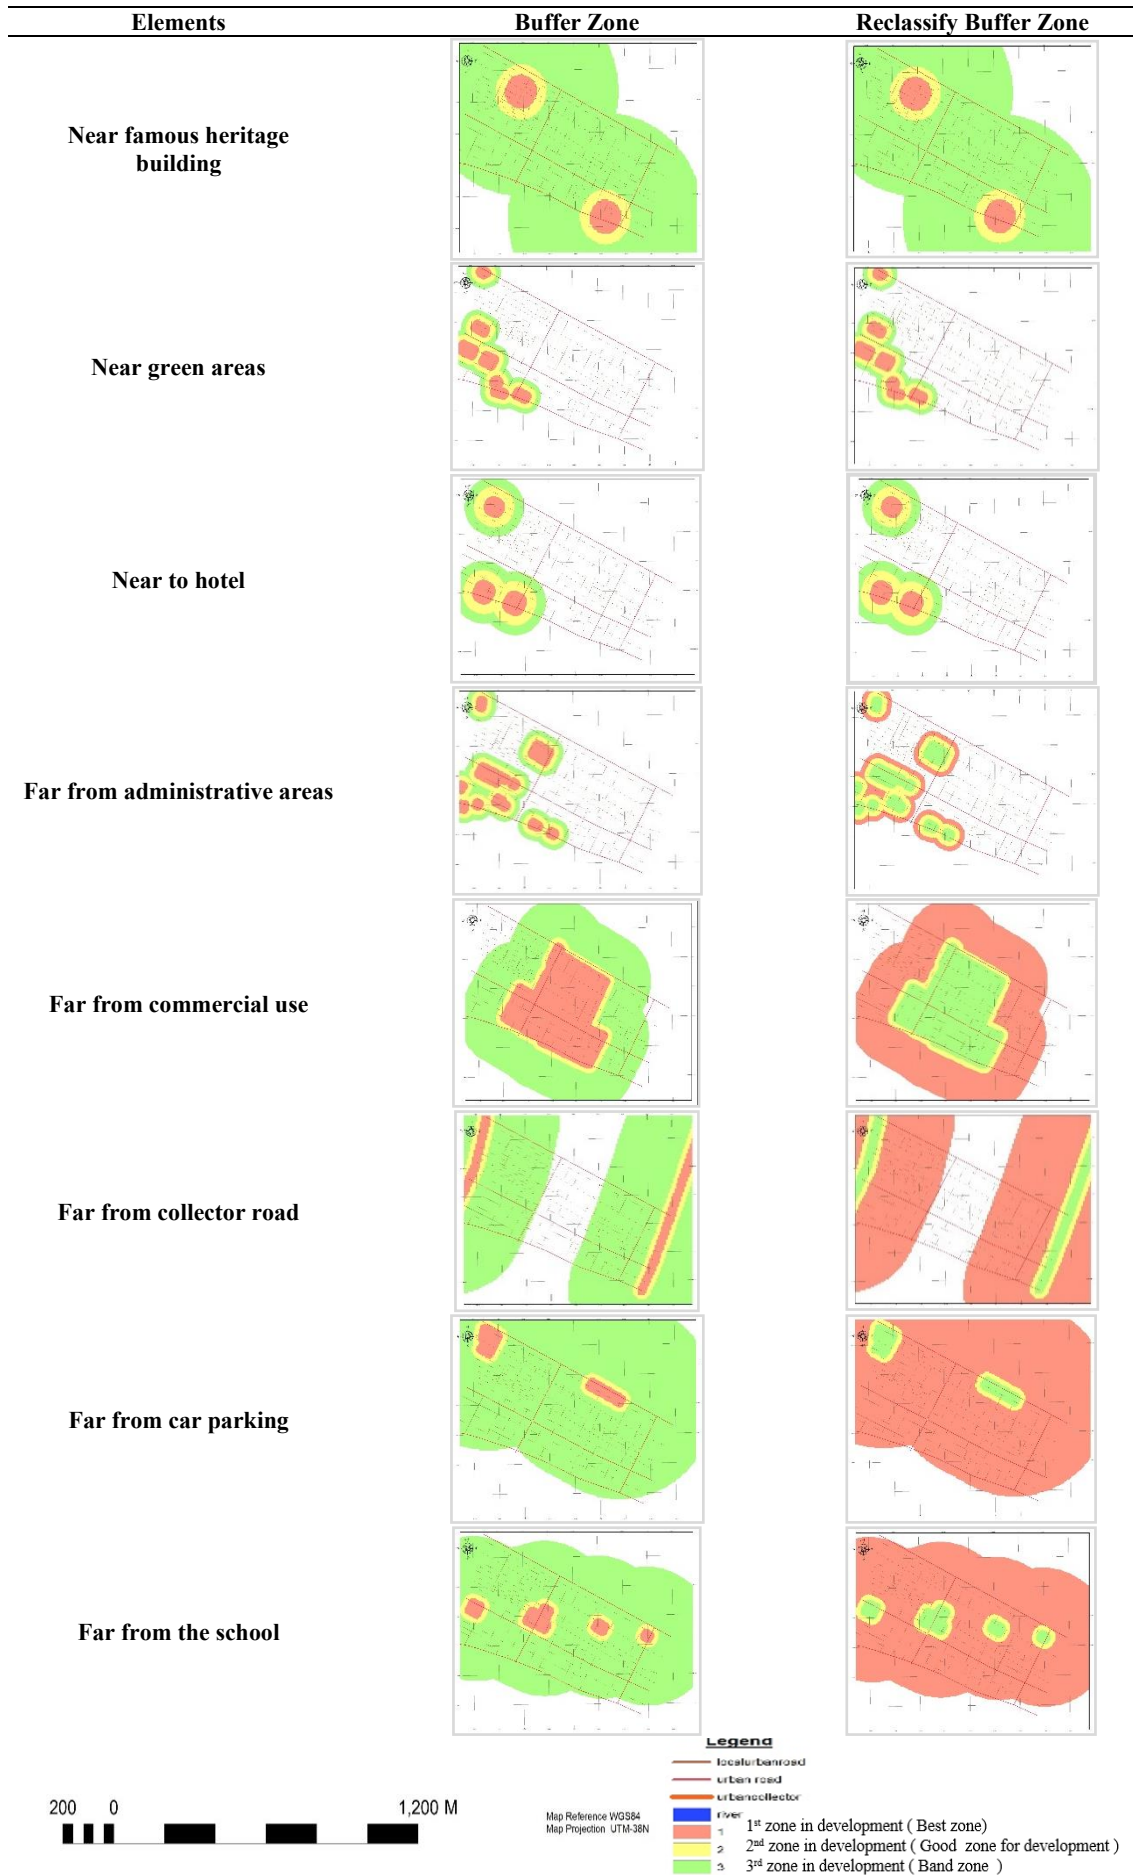 Elements Buffer Zone Reclassify Buffer Zone
Near famous heritage
building
Near green areas
Near to hotel
Far from administrative areas
Far from commercial use
Far from collector road
Far from car parking
Far from the school
Legend
localurbanroad
urban road
urbancollector
river
1 1st zone in development ( Best zone)
2 2nd zone in development ( Good zone for development )
3 3rd zone in development ( Band zone )
200 0 1,200 M
Map Reference WGS84
Map Projection UTM-38N